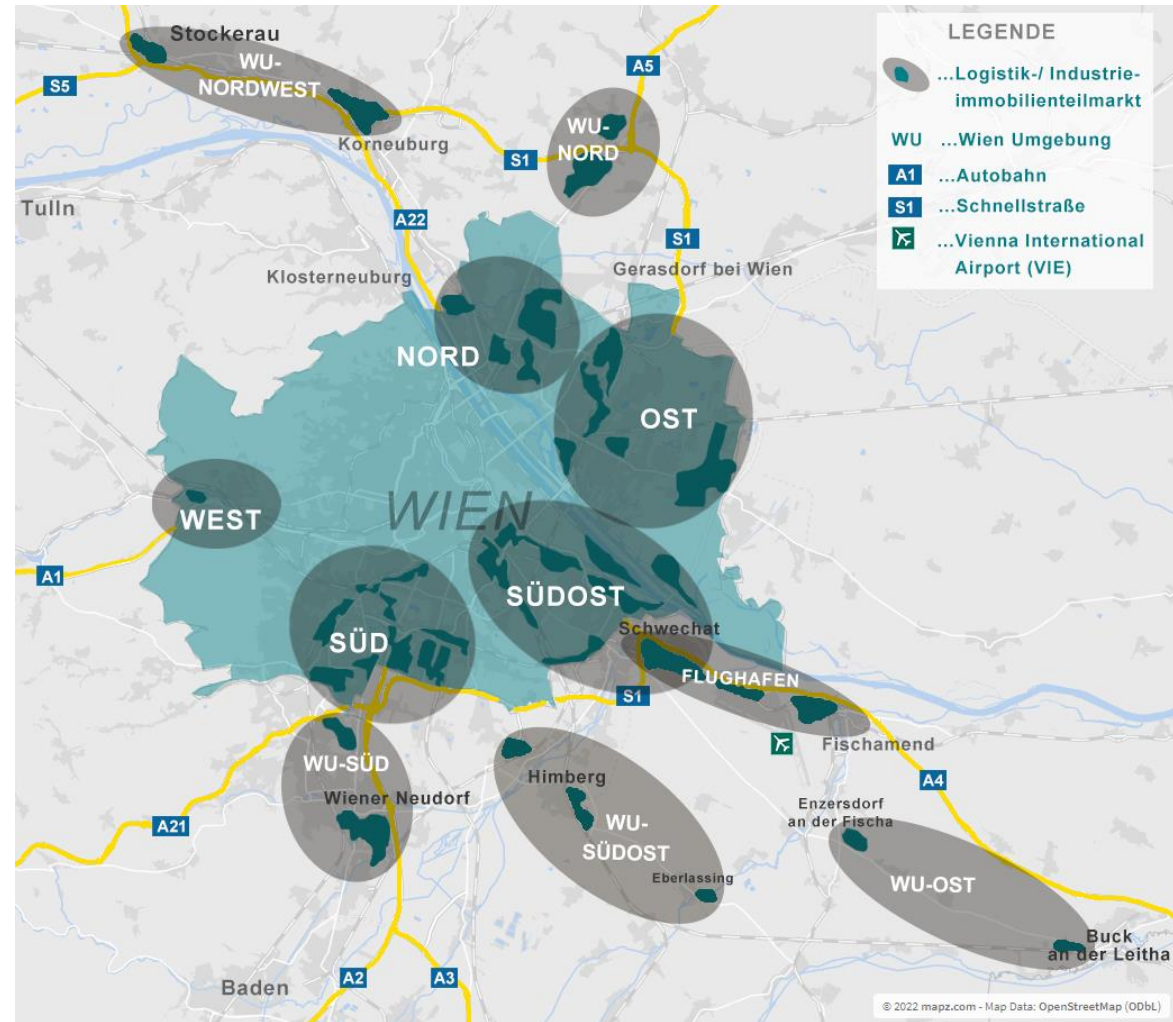 Stockerau
WU-
NORDWEST
S5
Korneuburg
A5
WU-
NORD
S1
Tulln
A22
S1
Klosterneuburg
Gerasdorf bei Wien
NORD
OST
WIEN
WEST
A1
SÜDOST
SÜD
Schwechat
FLUGHAFEN
S1
Fischamend
WU-SÜD
Himberg
Wiener Neudorf
A4
Enzersdorf
an der Fischa
A21
WU-
SÜDOST
Eberlassing
WU-OST
Buck
an der Leitha
A2
A3
Baden
LEGENDE
...Logistik-/ Industrie-
immobilienteilmarkt
WU ...Wien Umgebung
A1 ...Autobahn
S1 ...Schnellstraße
...Vienna International
Airport (VIE)
© 2022 mapz.com - Map Data: OpenStreetMap (ODbL)